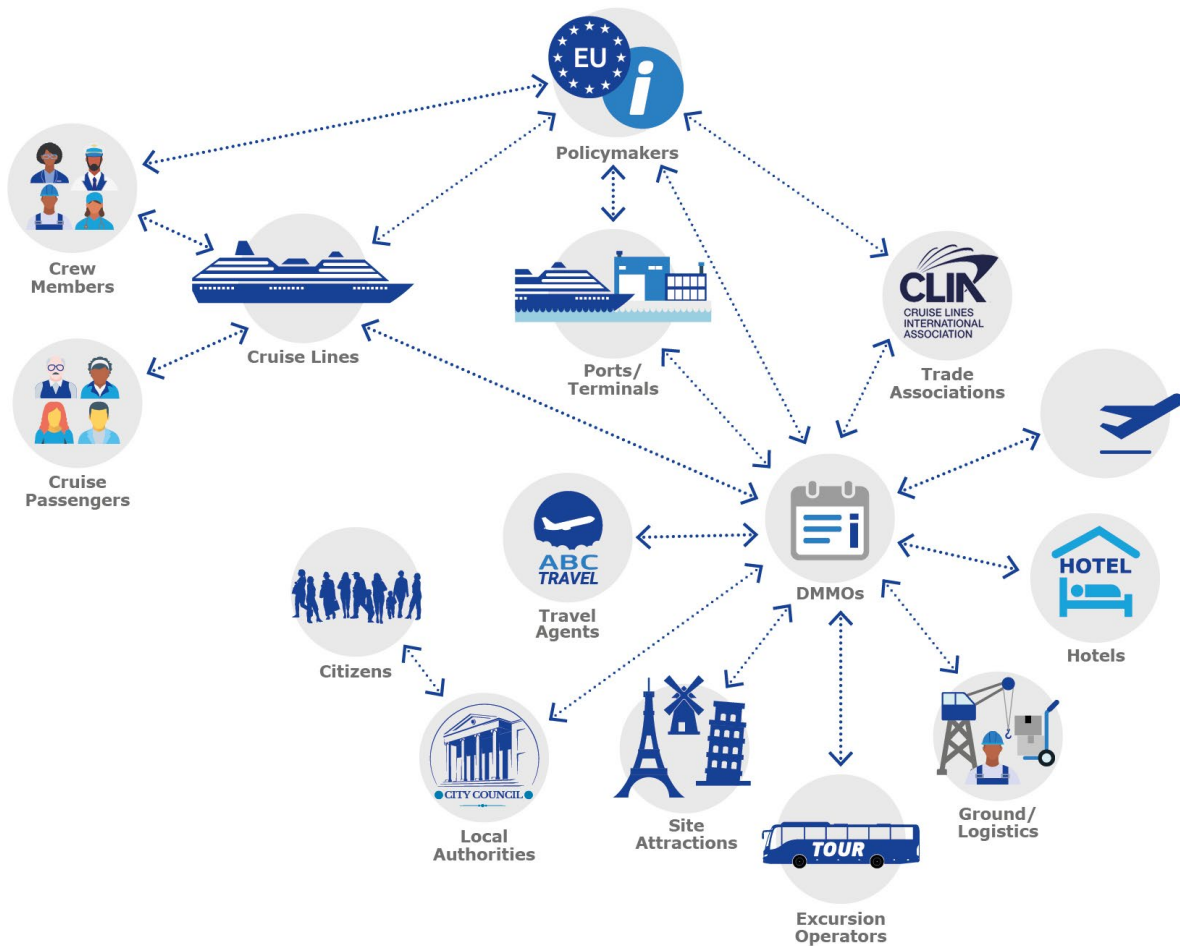 EU
i
Policymakers
Crew
Members
Cruise Lines
Ports/
Terminals
CLIA
CRUISE LINES
INTERNATIONAL
ASSOCIATION
Trade
Associations
Cruise
Passengers
ABC
TRAVEL
Travel
Agents
i
DMMOs
HOTEL
Hotels
Citizens
CITY COUNCIL
Local
Authorities
Site
Attractions
TOUR
Excursion
Operators
Ground/
Logistics